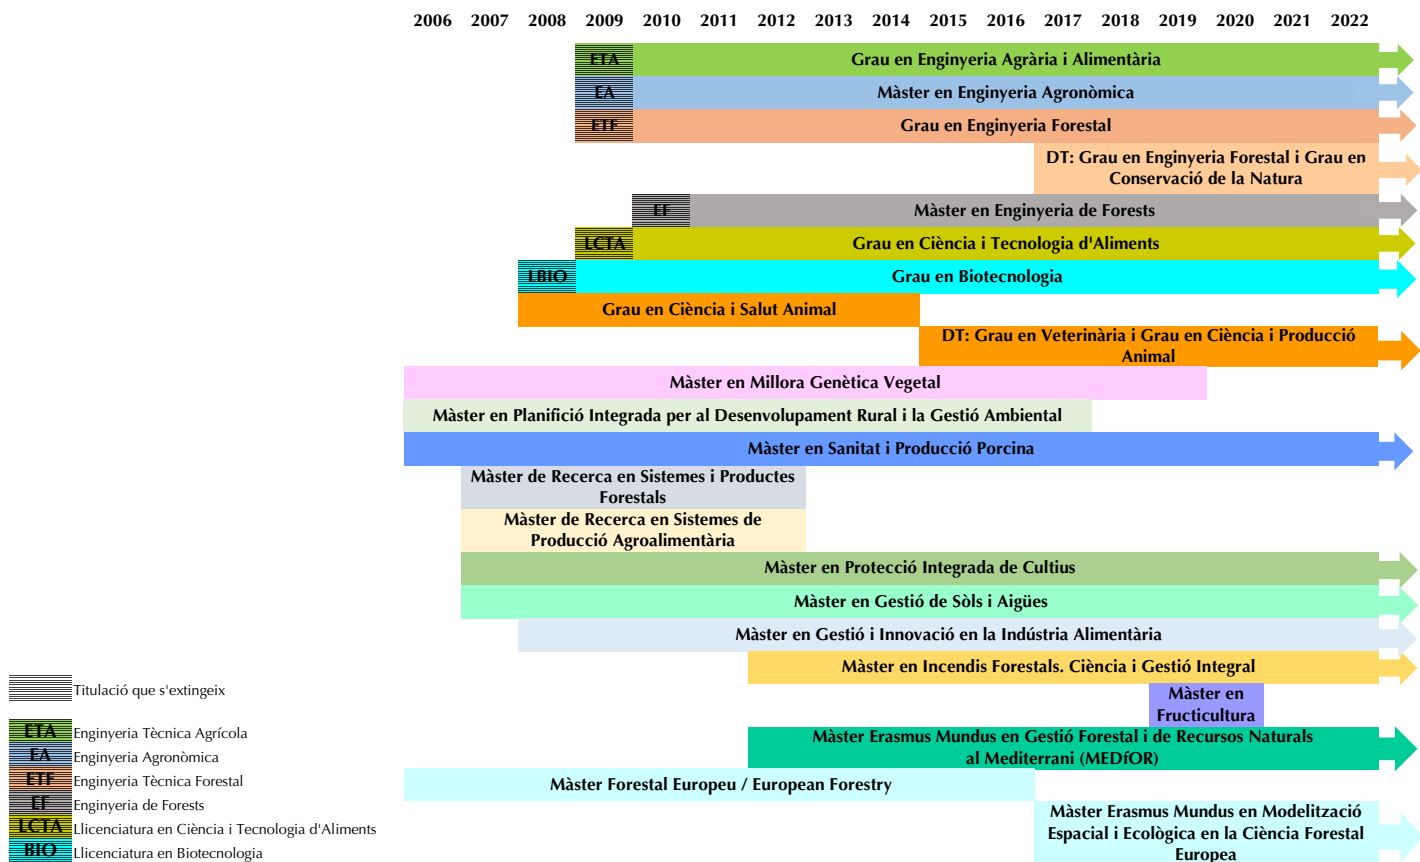 2006 2007 2008 2009 2010 2011 2012 2013 2014 2015 2016 2017 2018 2019 2020 2021 2022
ETA Grau en Enginyeria Agrària i Alimentària
EA Màster en Enginyeria Agronòmica
ETF Grau en Enginyeria Forestal
DT: Grau en Enginyeria Forestal i Grau en
Conservació de la Natura
EF Màster en Enginyeria de Forests
LCTA Grau en Ciència i Tecnologia d'Aliments
LBIO Grau en Biotecnologia
Grau en Ciència i Salut Animal
DT: Grau en Veterinària i Grau en Ciència i Producció
Animal
Màster en Millora Genètica Vegetal
Màster en Planifició Integrada per al Desenvolupament Rural i la Gestió Ambiental
Màster en Sanitat i Producció Porcina
Màster de Recerca en Sistemes i Productes
Forestals
Màster de Recerca en Sistemes de
Producció Agroalimentària
Màster en Protecció Integrada de Cultius
Màster en Gestió de Sòls i Aigües
Màster en Gestió i Innovació en la Indústria Alimentària
Màster en Incendis Forestals. Ciència i Gestió Integral
Màster en
Fructicultura
Màster Erasmus Mundus en Gestió Forestal i de Recursos Naturals
al Mediterrani (MEDfOR)
Màster Forestal Europeu / European Forestry
Màster Erasmus Mundus en Modelització
Espacial i Ecològica en la Ciència Forestal
Europea
Titulació que s'extingeix
ETA Enginyeria Tècnica Agrícola
EA Enginyeria Agronòmica
ETF Enginyeria Tècnica Forestal
EF Enginyeria de Forests
LCTA Llicenciatura en Ciència i Tecnologia d'Aliments
BIO Llicenciatura en Biotecnologia